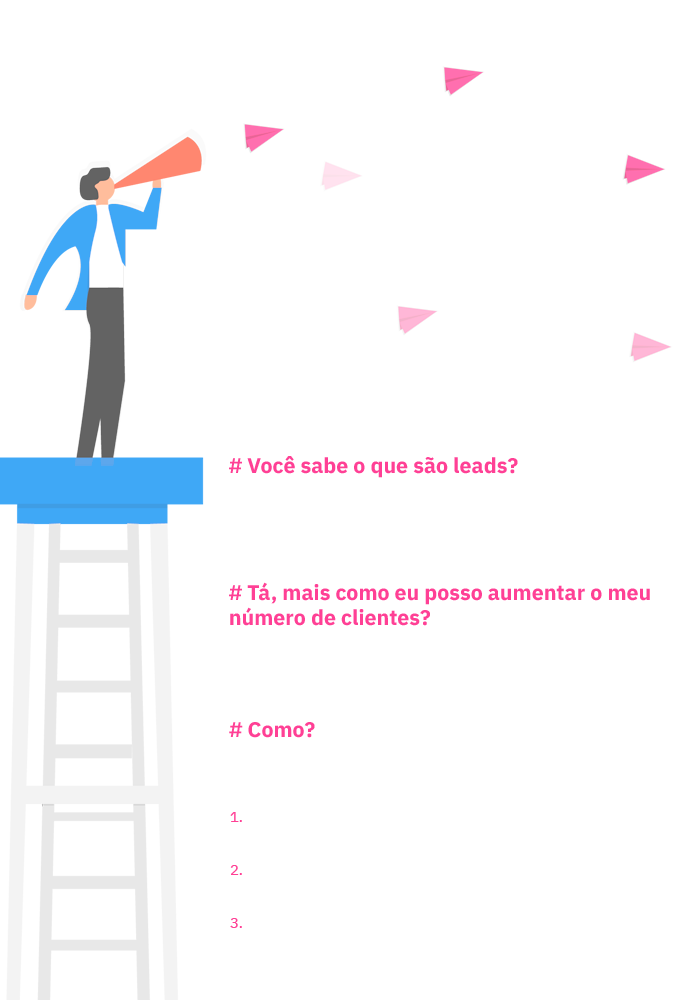 # Você sabe o que são leads?
# Tá, mais como eu posso aumentar o meu
número de clientes?
# Como?
1.
2.
3.